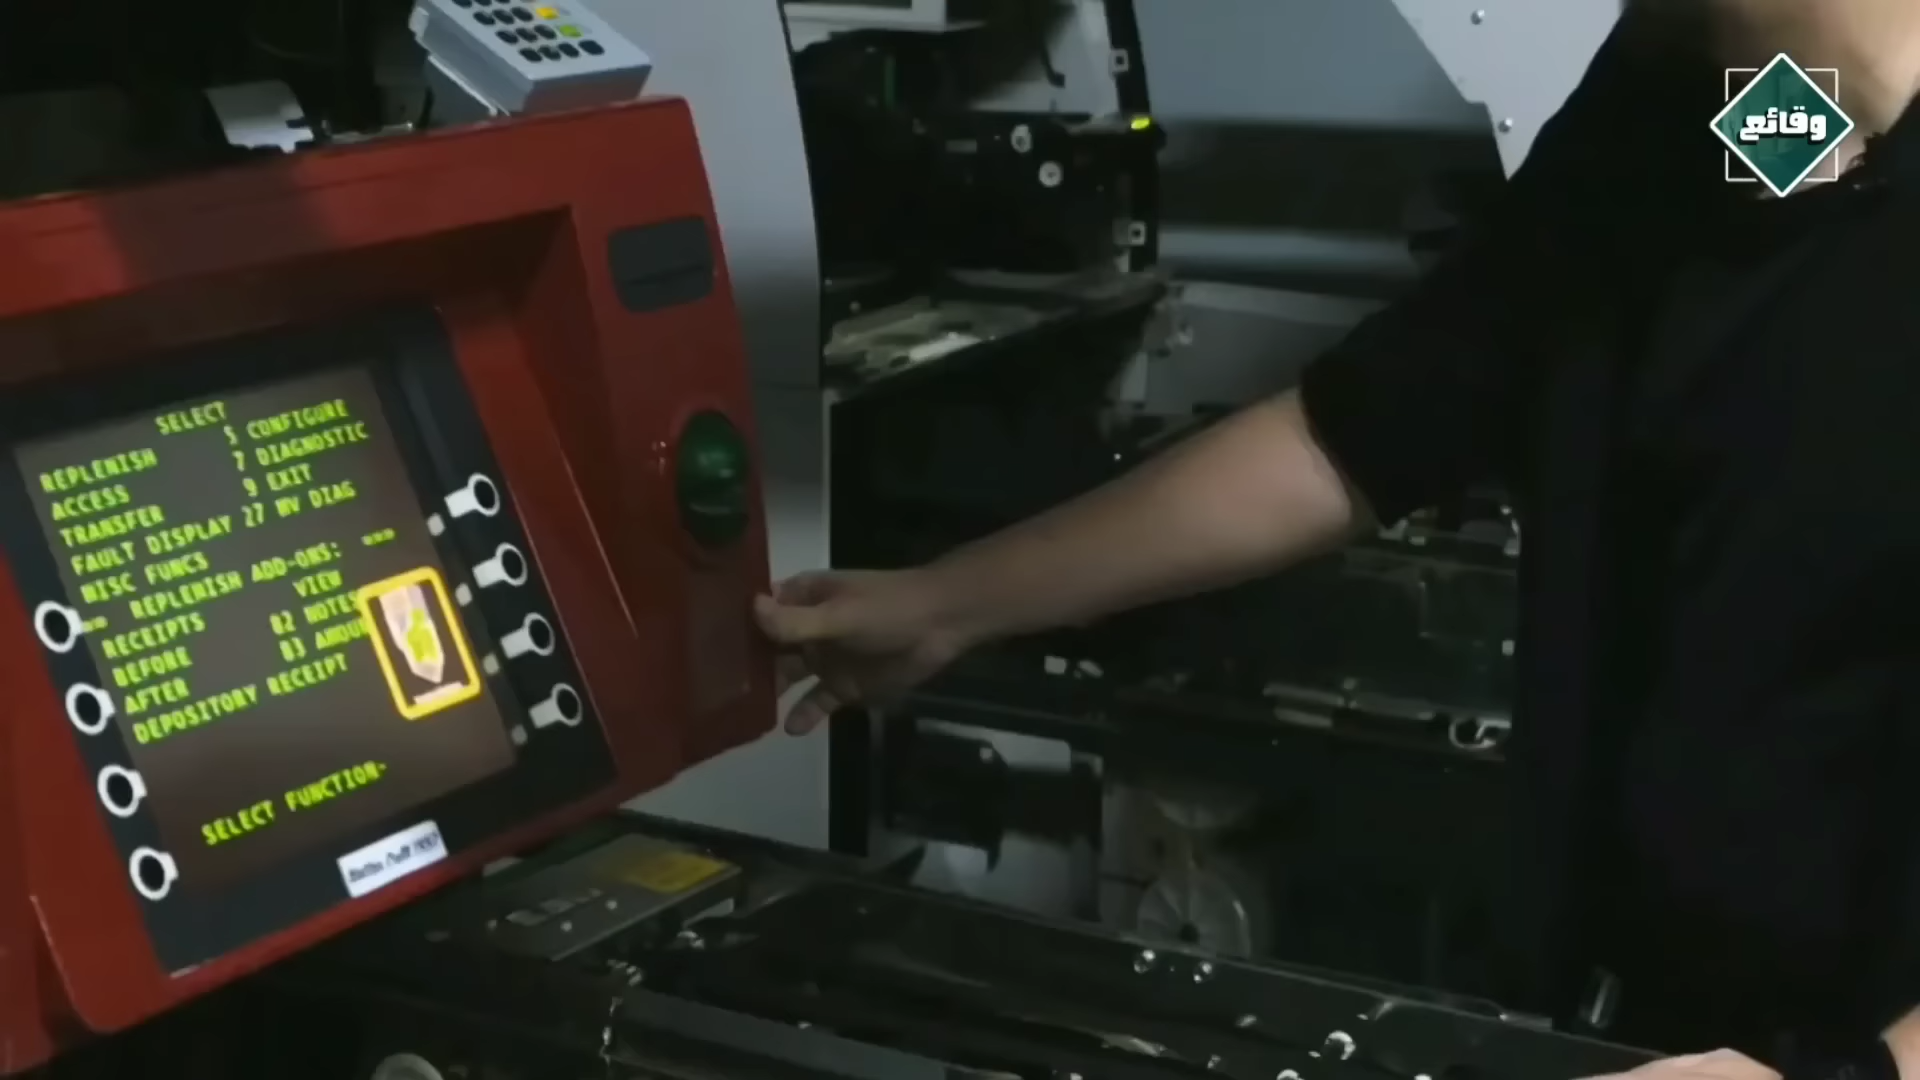 وقائع
SELECT
REPLENISH 5 CONFIGURE
ACCESS 7 DIAGNOSTIC
TRANSFER 9 EXIT
FAULT DISPLAY 27 NV DIAG
MISC FUNCS
REPLENISH ADD-ONS:
VIEW
RECEIPTS 82 NOTES
BEFORE 83
AFTER
DEPOSITORY RECEIPT
SELECT FUNCTION-